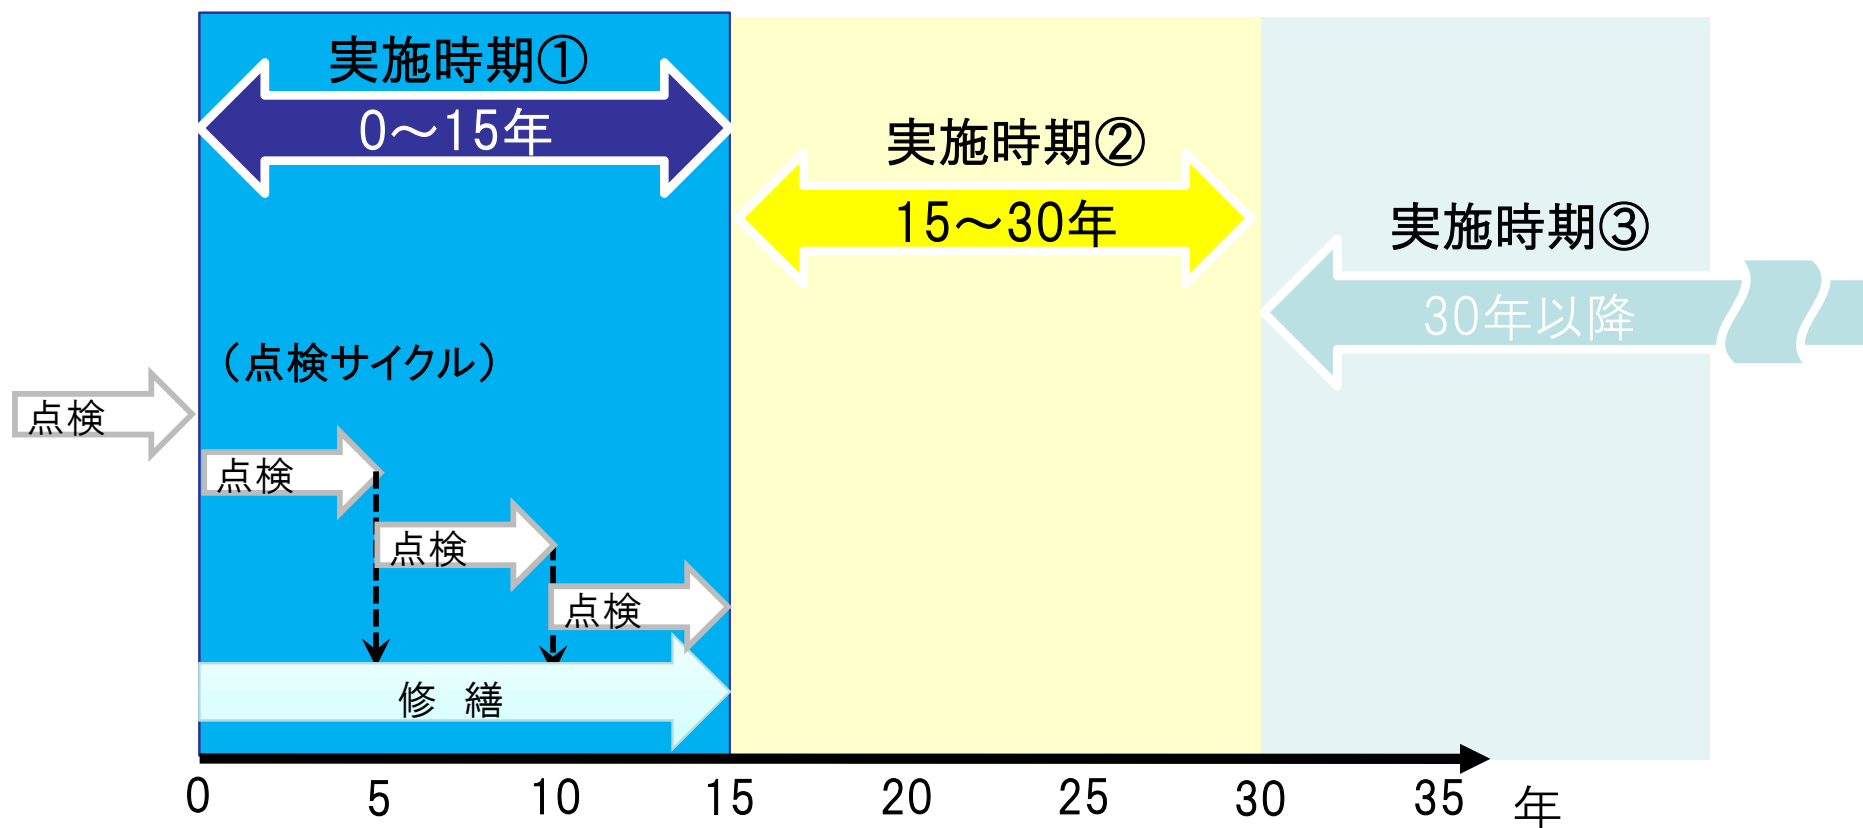 実施時期①
0～15年
実施時期②
15～30年
実施時期③
30年以降
（点検サイクル）
点検
点検
点検
点検
修　繕
0 5 10 15 20 25 30 35 年